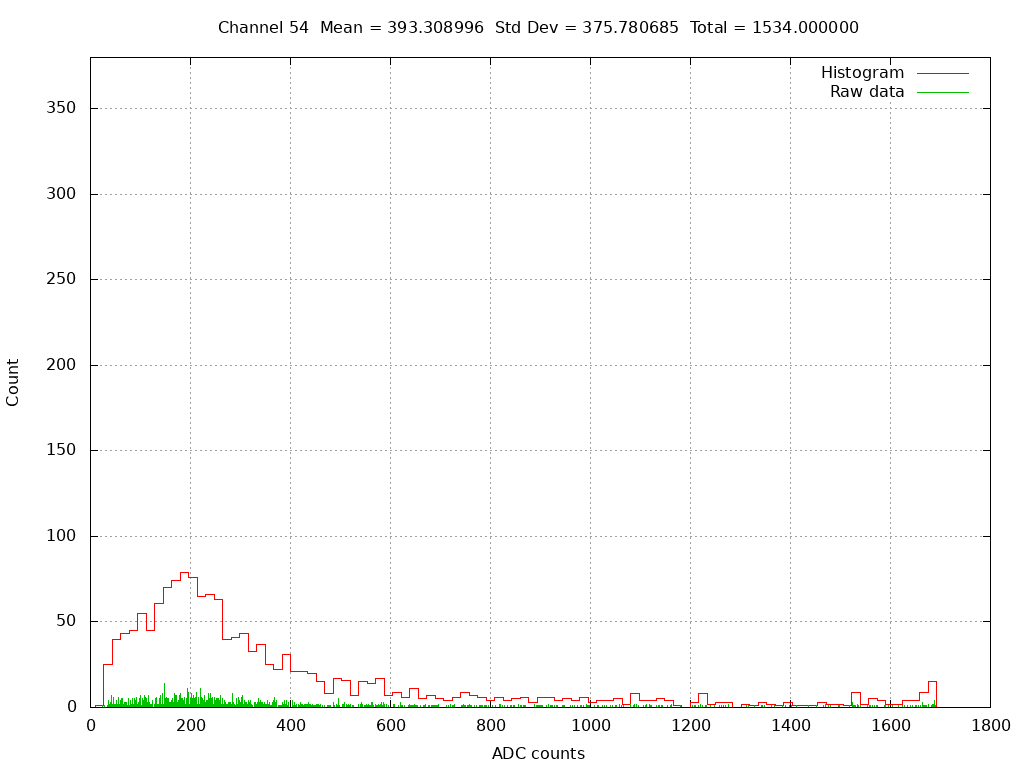 Channel 54  Mean = 393.308996  Std Dev = 375.780685  Total = 1534.000000
Histogram
Raw data
350
300
250
200
150
100
50
0
Count
0 200 400 600 800 1000 1200 1400 1600 1800
ADC counts